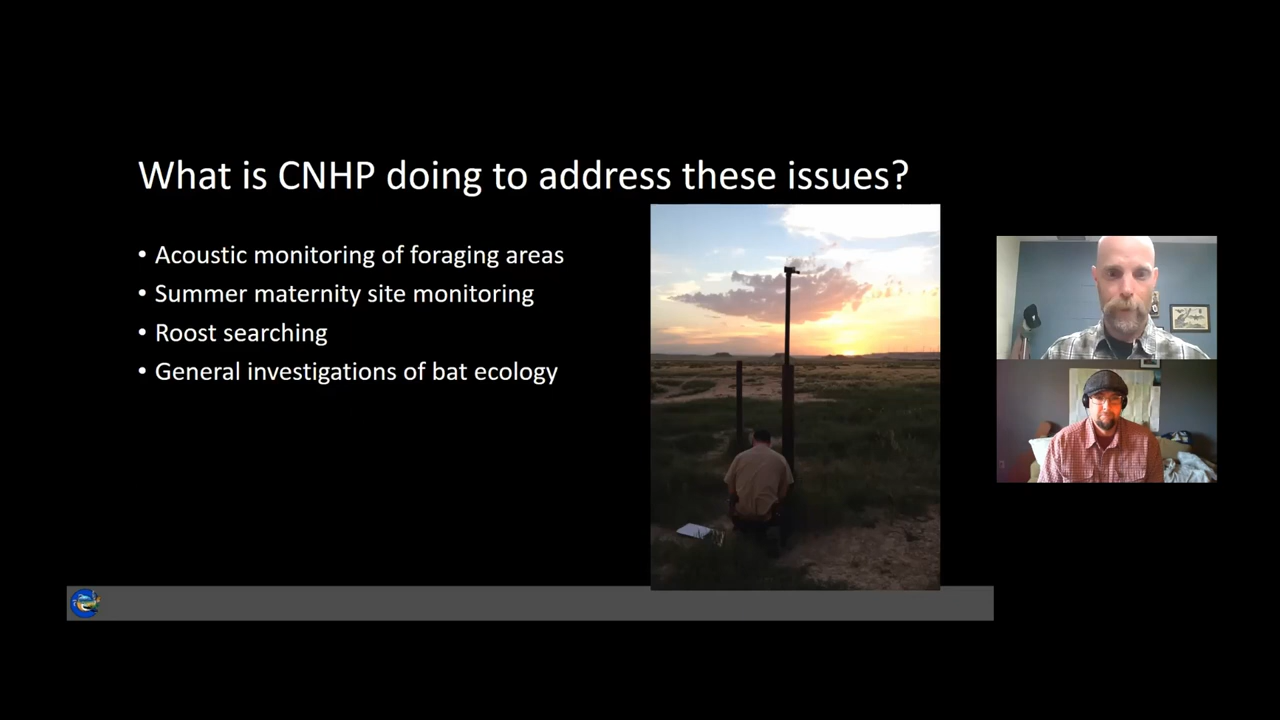 What is CNHP doing to address these issues?
• Acoustic monitoring of foraging areas
• Summer maternity site monitoring
• Roost searching
• General investigations of bat ecology